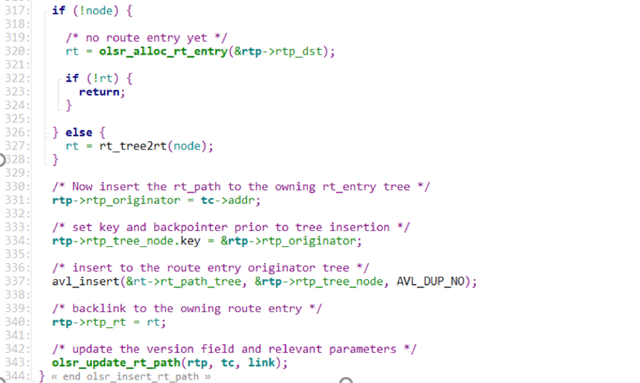 317: if (!node) {
318:
319: /* no route entry yet */
320: rt = olsr_alloc_rt_entry(&rtp->rtp_dst);
321:
322: if (!rt) {
323: return;
324: }
325:
326: } else {
327: rt = rt_tree2rt(node);
328: }
329:
330: /* Now insert the rt_path to the owning rt_entry tree */
331: rtp->rtp_originator = tc->addr;
332:
333: /* set key and backpointer prior to tree insertion */
334: rtp->rtp_tree_node.key = &rtp->rtp_originator;
335:
336: /* insert to the route entry originator tree */
337: avl_insert(&rt->rt_path_tree, &rtp->rtp_tree_node, AVL_DUP_NO);
338:
339: /* backlink to the owning route entry */
340: rtp->rtp_rt = rt;
341:
342: /* update the version field and relevant parameters */
343: olsr_update_rt_path(rtp, tc, link);
344: } « end olsr_insert_rt_path »